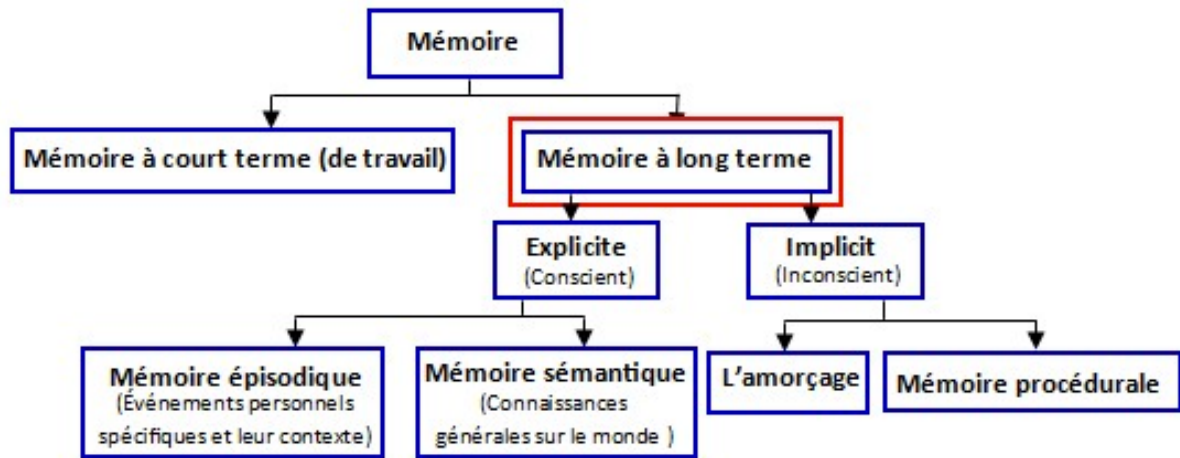 Mémoire
Mémoire à court terme (de travail)
Mémoire à long terme
Explicite
(Conscient)
Implicit
(Inconscient)
Mémoire épisodique
(Événements personnels
spécifiques et leur contexte)
Mémoire sémantique
(Connaissances
générales sur le monde )
L'amorçage
Mémoire procédurale